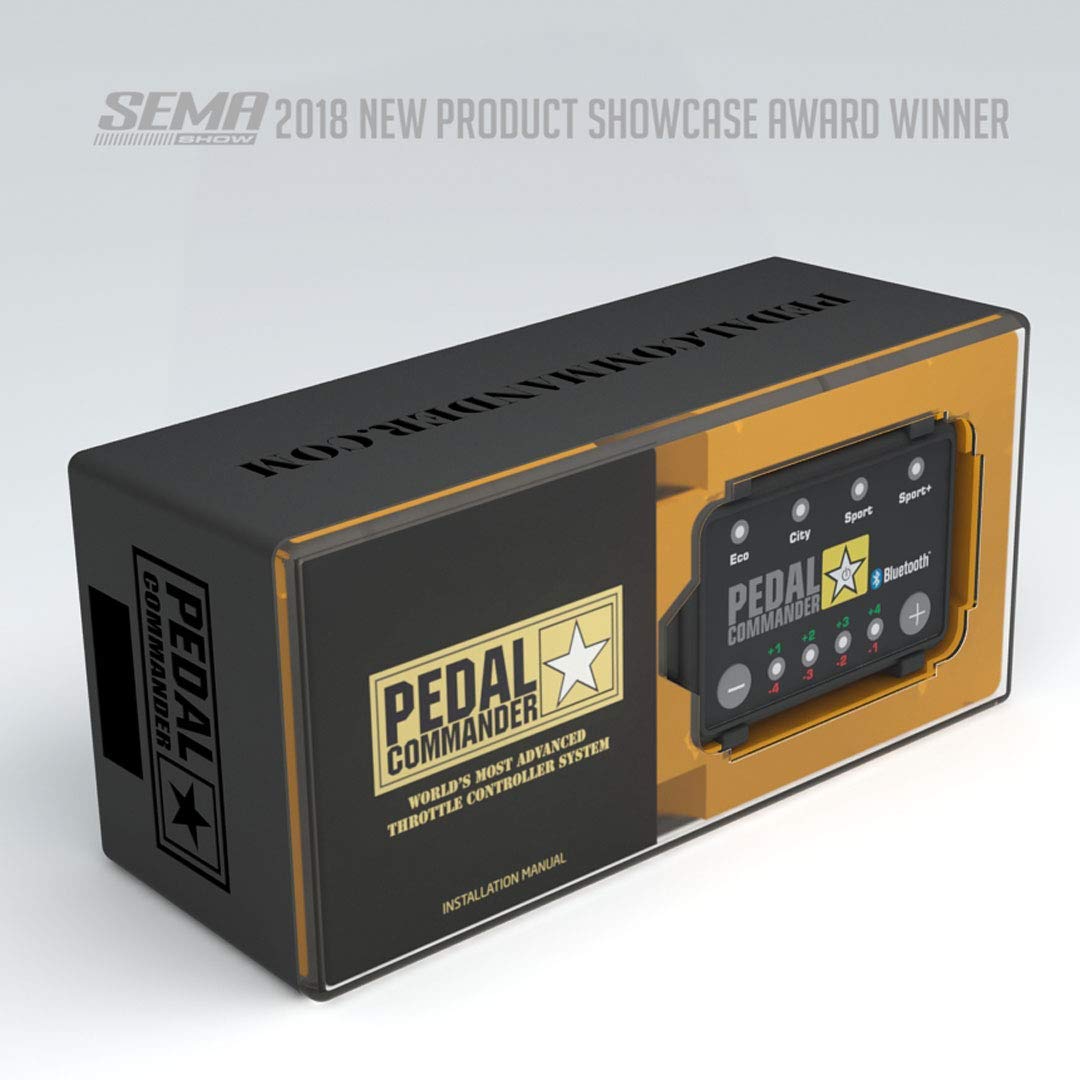 SEMA SHOW 2018 NEW PRODUCT SHOWCASE AWARD WINNER
PEDALCOMMANDER.COM
PEDAL
COMMANDER
PEDAL
COMMANDER
WORLD'S MOST ADVANCED
THROTTLE CONTROLLER SYSTEM
INSTALLATION MANUAL
Eco City Sport Sport+
PEDAL
COMMANDER
Bluetooth
+1 +2 +3 +4
-4 -3 -2 -1